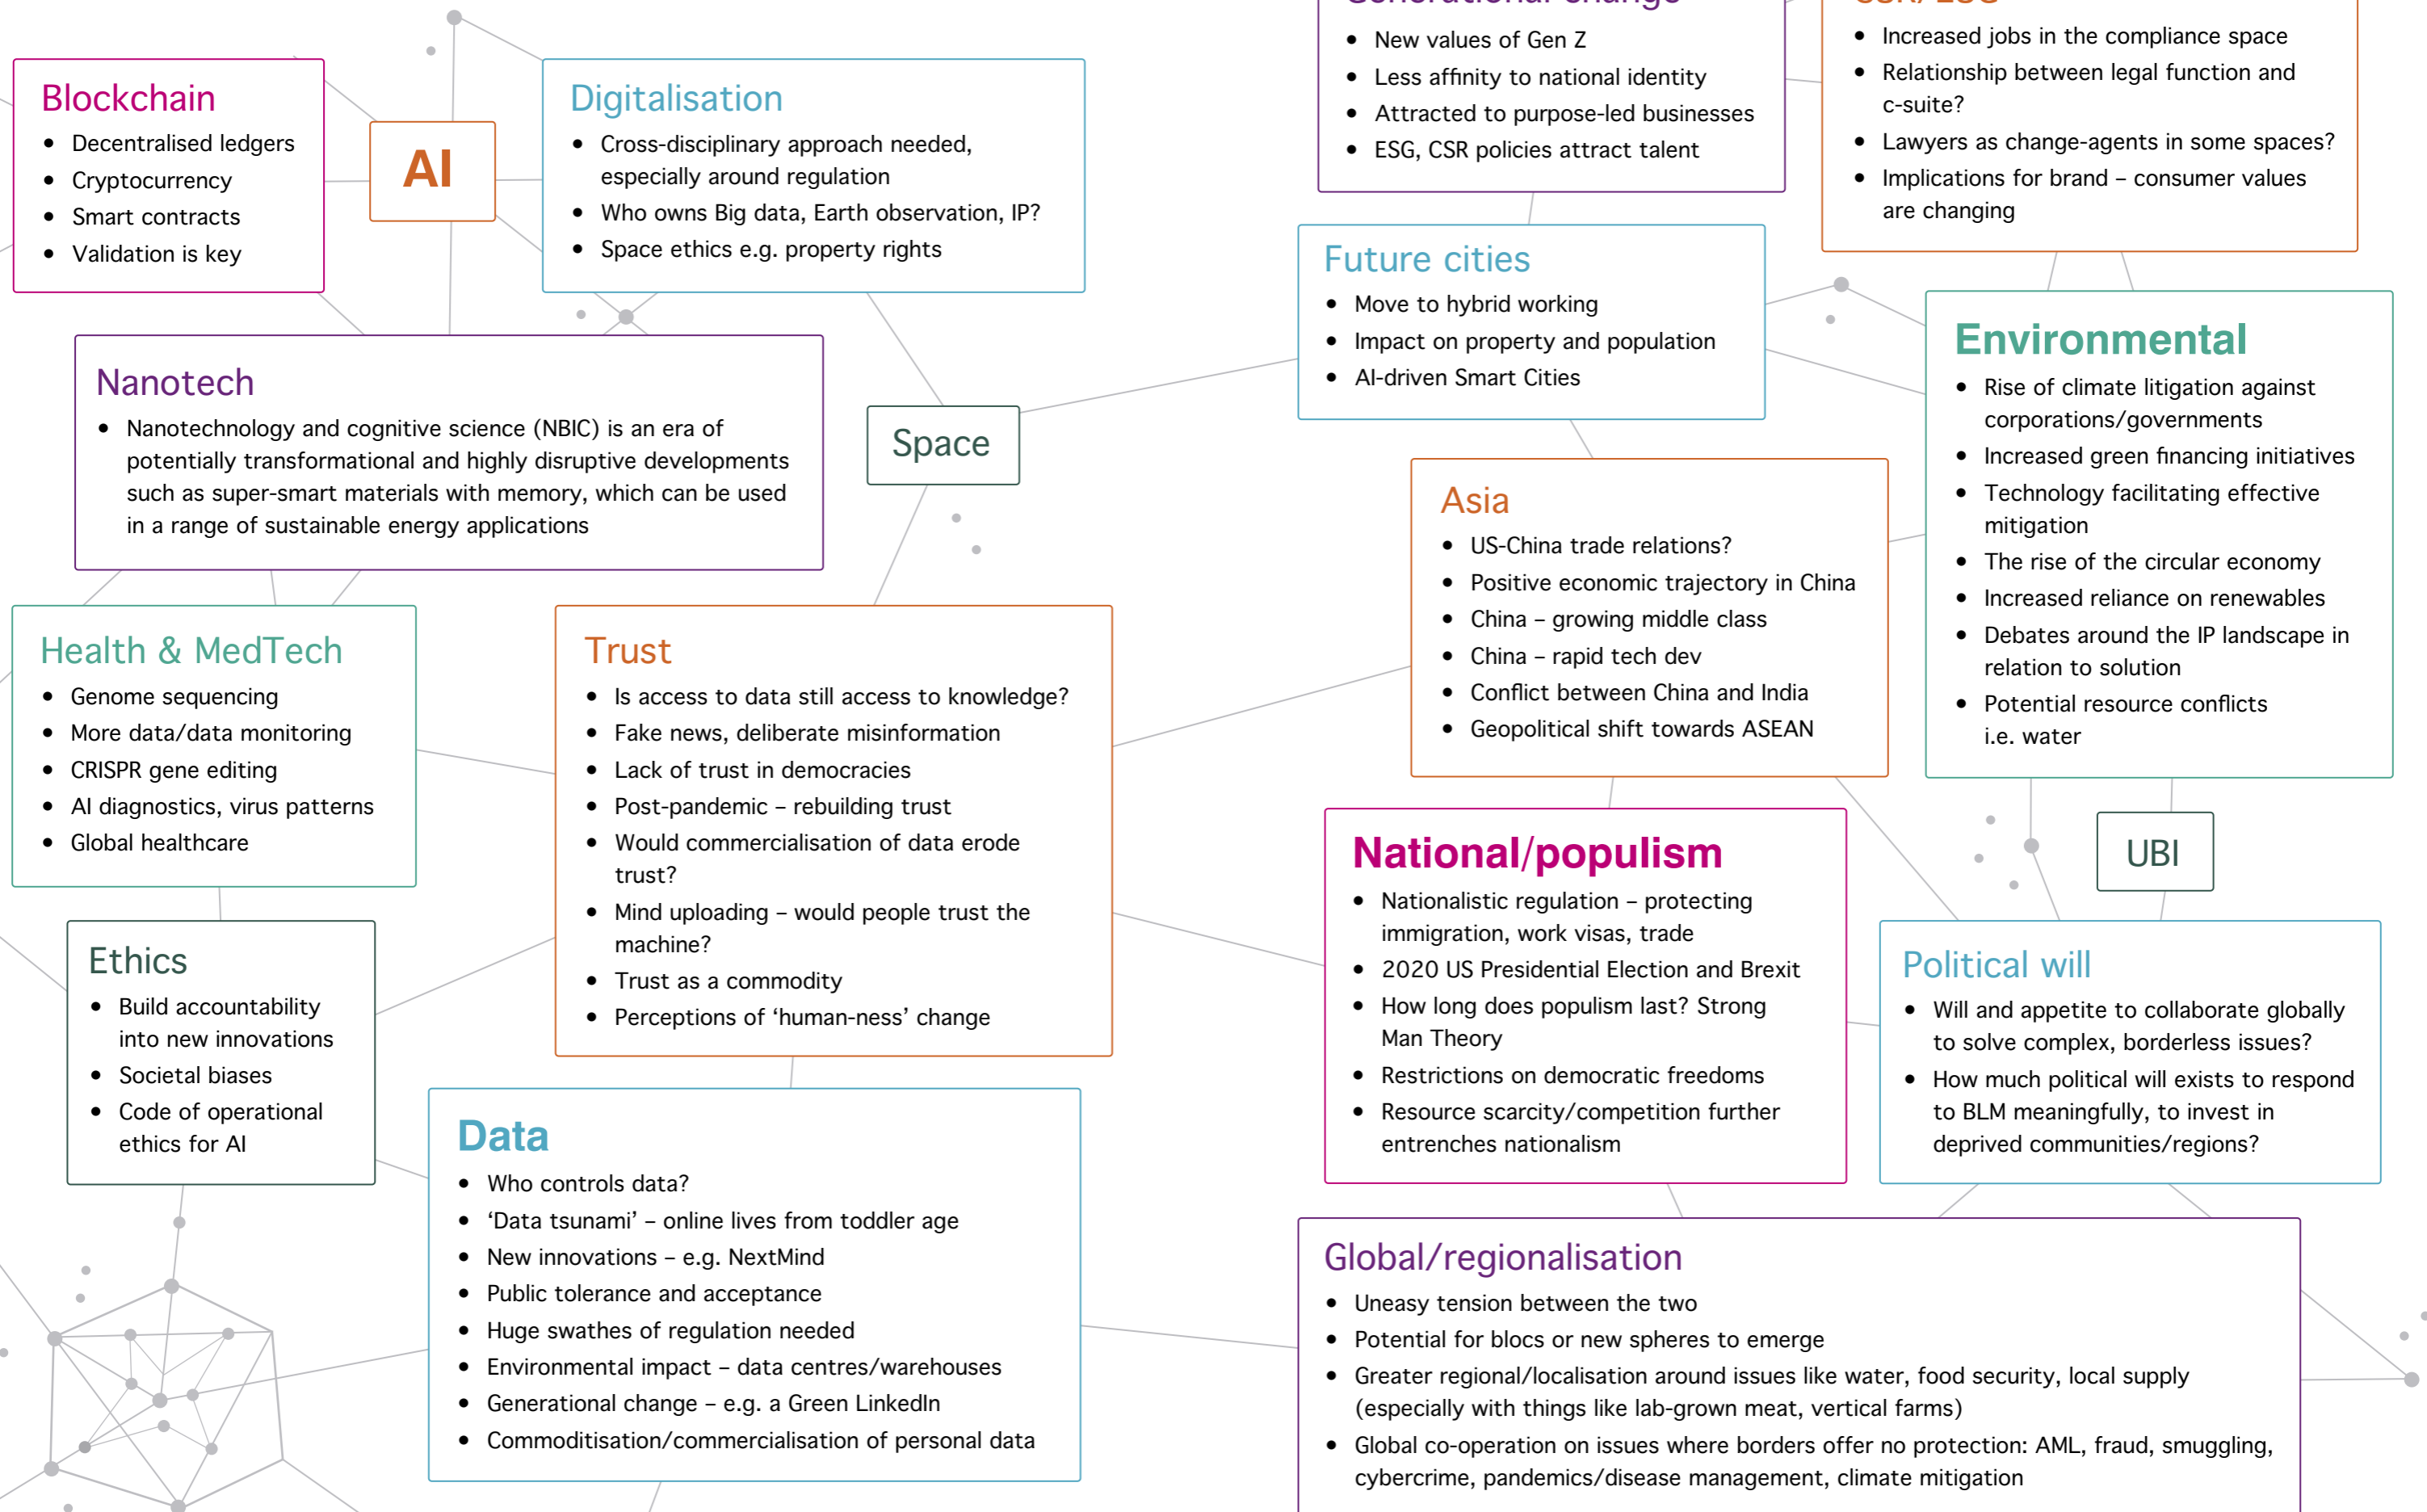 Blockchain
• Decentralised ledgers
• Cryptocurrency
• Smart contracts
• Validation is key
AI
Digitalisation
• Cross-disciplinary approach needed,
especially around regulation
• Who owns Big data, Earth observation, IP?
• Space ethics e.g. property rights
Nanotech
• Nanotechnology and cognitive science (NBIC) is an era of
potentially transformational and highly disruptive developments
such as super-smart materials with memory, which can be used
in a range of sustainable energy applications
Space
Health & MedTech
• Genome sequencing
• More data/data monitoring
• CRISPR gene editing
• AI diagnostics, virus patterns
• Global healthcare
Trust
• Is access to data still access to knowledge?
• Fake news, deliberate misinformation
• Lack of trust in democracies
• Post-pandemic – rebuilding trust
• Would commercialisation of data erode
trust?
• Mind uploading – would people trust the
machine?
• Trust as a commodity
• Perceptions of ‘human-ness’ change
Ethics
• Build accountability
into new innovations
• Societal biases
• Code of operational
ethics for AI
Data
• Who controls data?
• ‘Data tsunami’ – online lives from toddler age
• New innovations – e.g. NextMind
• Public tolerance and acceptance
• Huge swathes of regulation needed
• Environmental impact – data centres/warehouses
• Generational change – e.g. a Green LinkedIn
• Commoditisation/commercialisation of personal data
Generational change
• New values of Gen Z
• Less affinity to national identity
• Attracted to purpose-led businesses
• ESG, CSR policies attract talent
CSR/ESG
• Increased jobs in the compliance space
• Relationship between legal function and
c-suite?
• Lawyers as change-agents in some spaces?
• Implications for brand – consumer values
are changing
Future cities
• Move to hybrid working
• Impact on property and population
• AI-driven Smart Cities
Environmental
• Rise of climate litigation against
corporations/governments
• Increased green financing initiatives
• Technology facilitating effective
mitigation
• The rise of the circular economy
• Increased reliance on renewables
• Debates around the IP landscape in
relation to solution
• Potential resource conflicts
i.e. water
Asia
• US-China trade relations?
• Positive economic trajectory in China
• China – growing middle class
• China – rapid tech dev
• Conflict between China and India
• Geopolitical shift towards ASEAN
National/populism
• Nationalistic regulation – protecting
immigration, work visas, trade
• 2020 US Presidential Election and Brexit
• How long does populism last? Strong
Man Theory
• Restrictions on democratic freedoms
• Resource scarcity/competition further
entrenches nationalism
UBI
Political will
• Will and appetite to collaborate globally
to solve complex, borderless issues?
• How much political will exists to respond
to BLM meaningfully, to invest in
deprived communities/regions?
Global/regionalisation
• Uneasy tension between the two
• Potential for blocs or new spheres to emerge
• Greater regional/localisation around issues like water, food security, local supply
(especially with things like lab-grown meat, vertical farms)
• Global co-operation on issues where borders offer no protection: AML, fraud, smuggling,
cybercrime, pandemics/disease management, climate mitigation